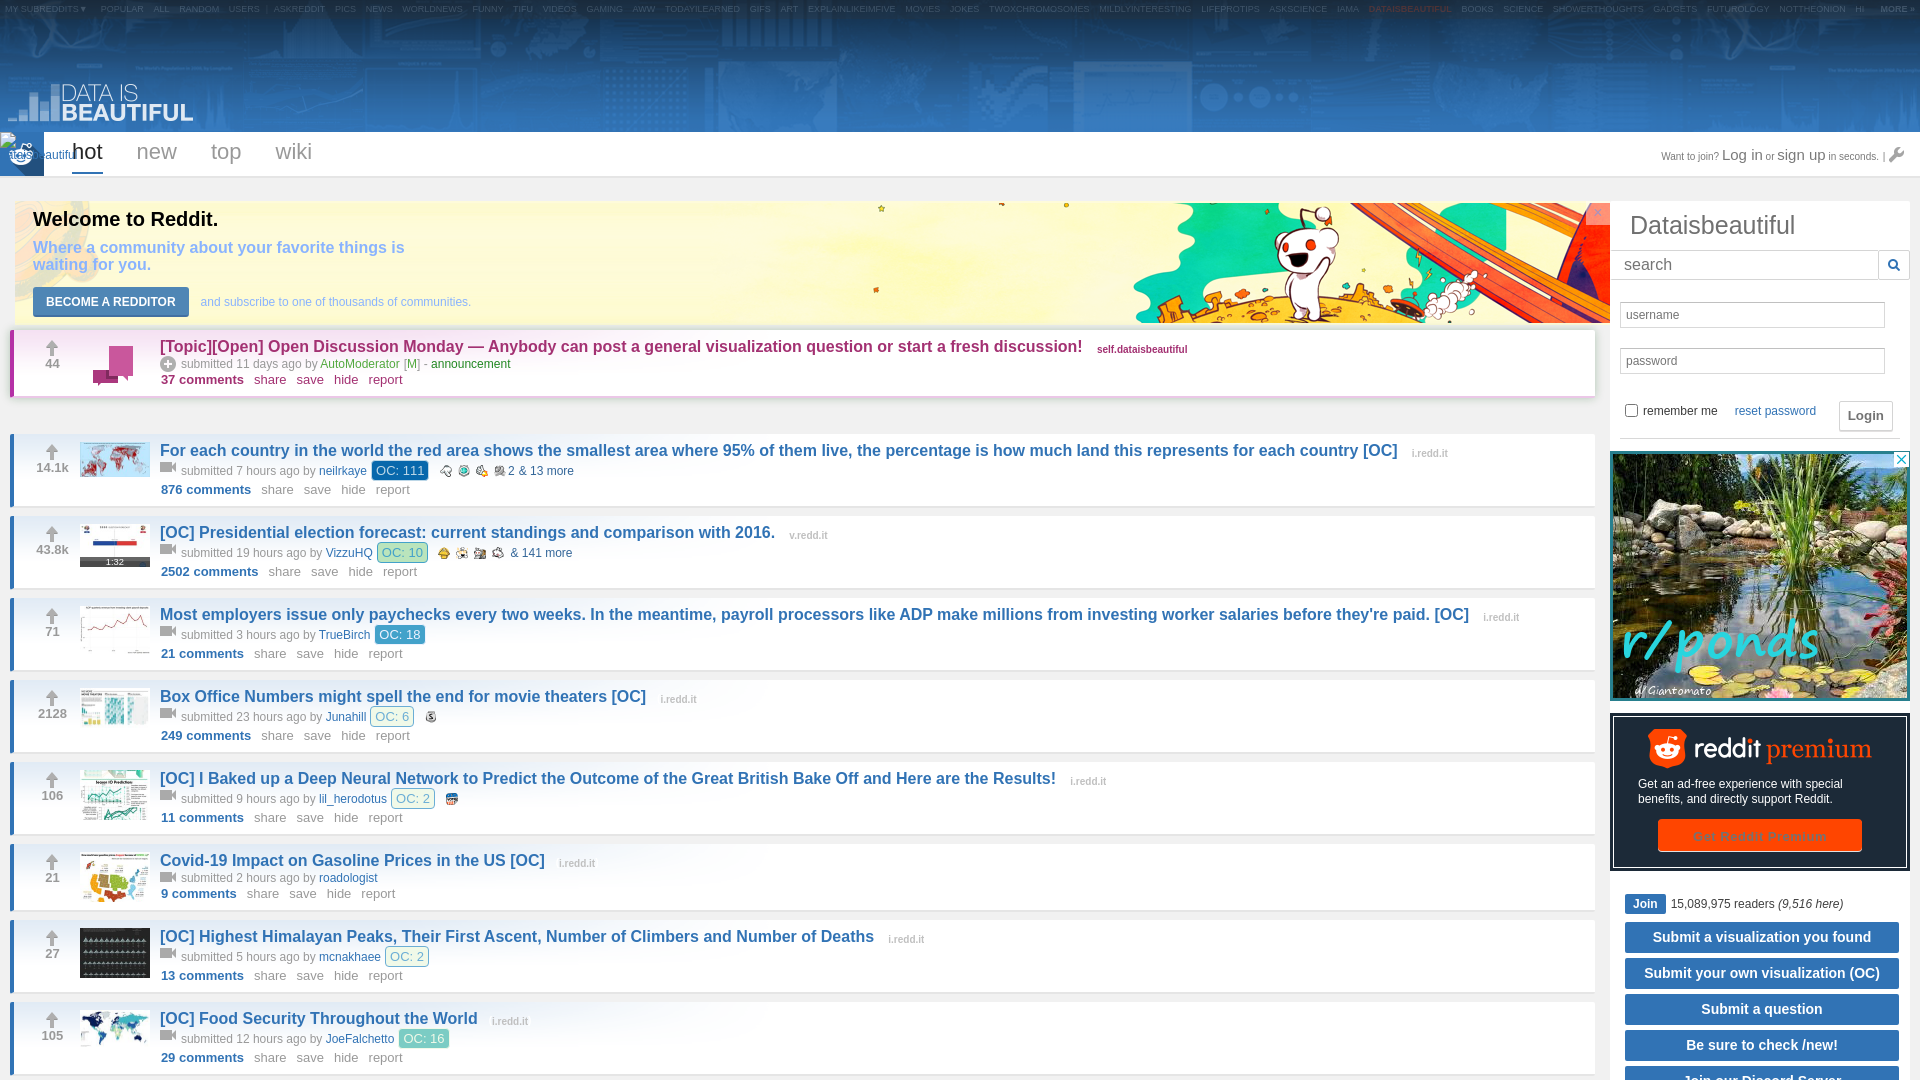 MY SUBREDDITS▼ POPULAR ALL RANDOM USERS | ASKREDDIT PICS NEWS WORLDNEWS FUNNY TIFU VIDEOS GAMING AWW TODAYILEARNED GIFS ART EXPLAINLIKEIMFIVE MOVIES JOKES TWOXCHROMOSOMES MILDLYINTERESTING LIFEPROTIPS ASKSCIENCE IAMA DATAISBEAUTIFUL BOOKS SCIENCE SHOWERTHOUGHTS GADGETS FUTUROLOGY NOTTHEONION HI MORE »
DATA IS
BEAUTIFUL
hot new top wiki
Want to join? Log in or sign up in seconds. |
Welcome to Reddit.
Where a community about your favorite things is
waiting for you.
BECOME A REDDITOR and subscribe to one of thousands of communities.
44
[Topic][Open] Open Discussion Monday — Anybody can post a general visualization question or start a fresh discussion! self.dataisbeautiful
submitted 11 days ago by AutoModerator [M] - announcement
37 comments share save hide report
14.1k
For each country in the world the red area shows the smallest area where 95% of them live, the percentage is how much land this represents for each country [OC] i.redd.it
submitted 7 hours ago by neilrkaye OC: 111 2 & 13 more
876 comments share save hide report
43.8k
1:32
[OC] Presidential election forecast: current standings and comparison with 2016. v.redd.it
submitted 19 hours ago by VizzuHQ OC: 10 & 141 more
2502 comments share save hide report
71
Most employers issue only paychecks every two weeks. In the meantime, payroll processors like ADP make millions from investing worker salaries before they're paid. [OC] i.redd.it
submitted 3 hours ago by TrueBirch OC: 18
21 comments share save hide report
2128
Box Office Numbers might spell the end for movie theaters [OC] i.redd.it
submitted 23 hours ago by Junahill OC: 6
249 comments share save hide report
106
[OC] I Baked up a Deep Neural Network to Predict the Outcome of the Great British Bake Off and Here are the Results! i.redd.it
submitted 9 hours ago by lil_herodotus OC: 2
11 comments share save hide report
21
Covid-19 Impact on Gasoline Prices in the US [OC] i.redd.it
submitted 2 hours ago by roadologist
9 comments share save hide report
27
[OC] Highest Himalayan Peaks, Their First Ascent, Number of Climbers and Number of Deaths i.redd.it
submitted 5 hours ago by mcnakhaee OC: 2
13 comments share save hide report
105
[OC] Food Security Throughout the World i.redd.it
submitted 12 hours ago by JoeFalchetto OC: 16
29 comments share save hide report
Dataisbeautiful
search
username
password
remember me reset password Login
r/ponds
d/Giantomato
reddit premium
Get an ad-free experience with special
benefits, and directly support Reddit.
Get Reddit Premium
Join 15,089,975 readers (9,516 here)
Submit a visualization you found
Submit your own visualization (OC)
Submit a question
Be sure to check /new!
Join our Discord Server